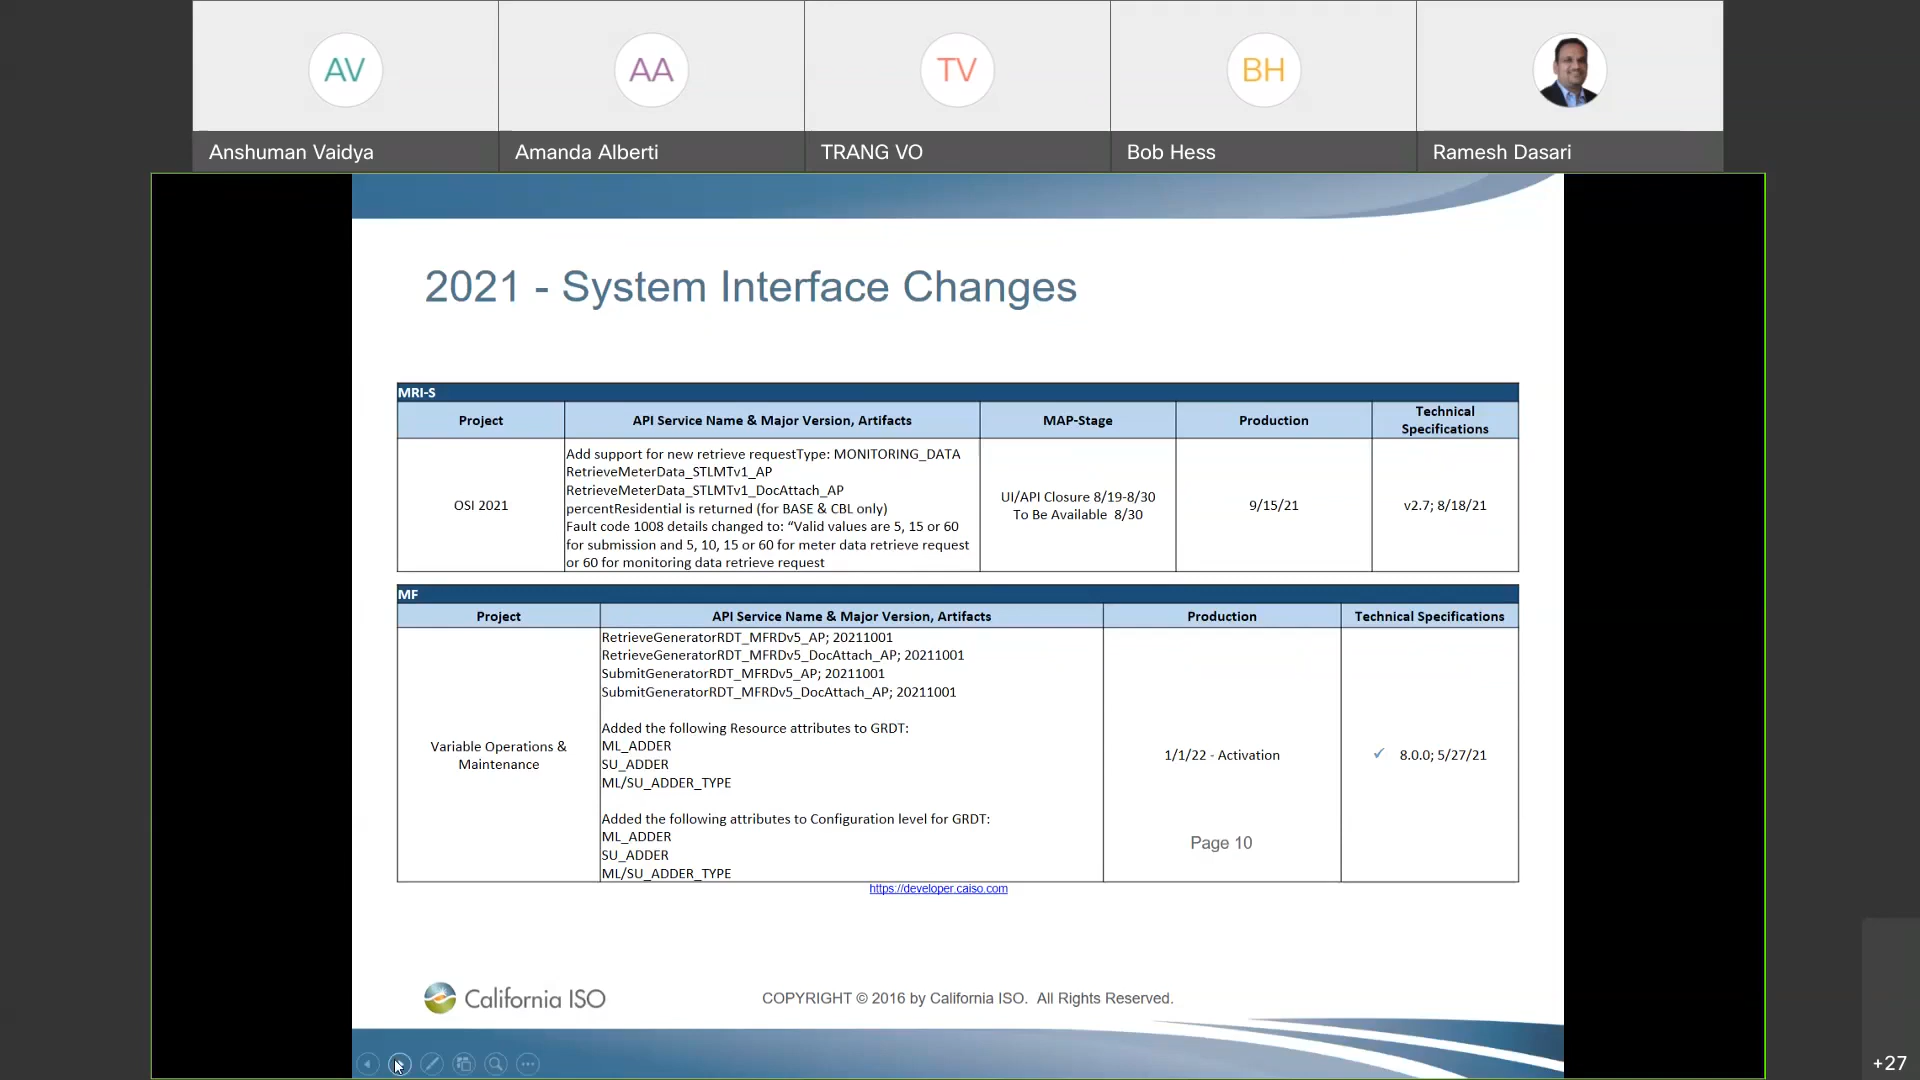 AV
AA
TV
BH
Anshuman Vaidya
Amanda Alberti
TRANG VO
Bob Hess
Ramesh Dasari
2021 - System Interface Changes
MRI-S
Project
API Service Name & Major Version, Artifacts
MAP-Stage
Production
Technical
Specifications
OSI 2021
Add support for new retrieve requestType: MONITORING_DATA
RetrieveMeterData_STLMTv1_AP
RetrieveMeterData_STLMTv1_DocAttach_AP
percentResidential is returned (for BASE & CBL only)
Fault code 1008 details changed to: “Valid values are 5, 15 or 60
for submission and 5, 10, 15 or 60 for meter data retrieve request
or 60 for monitoring data retrieve request
UI/API Closure 8/19-8/30
To Be Available 8/30
9/15/21
v2.7; 8/18/21
MF
Project
API Service Name & Major Version, Artifacts
Production
Technical Specifications
Variable Operations &
Maintenance
RetrieveGeneratorRDT_MFRDv5_AP; 20211001
RetrieveGeneratorRDT_MFRDv5_DocAttach_AP; 20211001
SubmitGeneratorRDT_MFRDv5_AP; 20211001
SubmitGeneratorRDT_MFRDv5_DocAttach_AP; 20211001
Added the following Resource attributes to GRDT:
ML_ADDER
SU_ADDER
ML/SU_ADDER_TYPE
Added the following attributes to Configuration level for GRDT:
ML_ADDER
SU_ADDER
ML/SU_ADDER_TYPE
1/1/22 - Activation
✓ 8.0.0; 5/27/21
Page 10
https://developer.caiso.com
California ISO
COPYRIGHT © 2016 by California ISO. All Rights Reserved.
+27